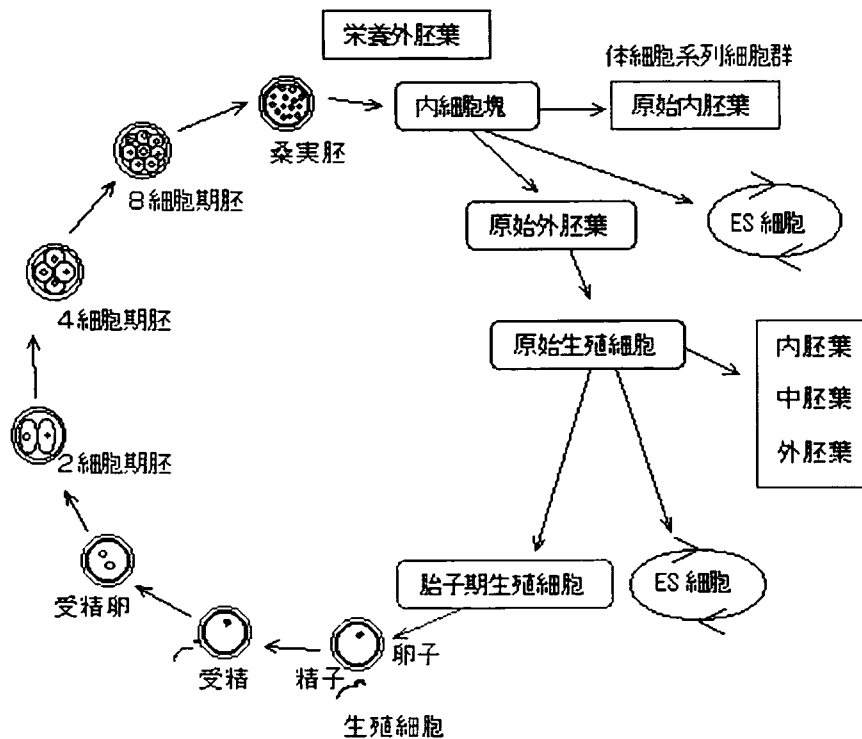 栄養外胚葉
体細胞系列細胞群
内細胞塊
原始内胚葉
桑実胚
8細胞期胚
原始外胚葉
ES細胞
4細胞期胚
原始生殖細胞
内胚葉
中胚葉
外胚葉
2細胞期胚
胎子期生殖細胞
ES細胞
受精卵
受精
精子
卵子
生殖細胞